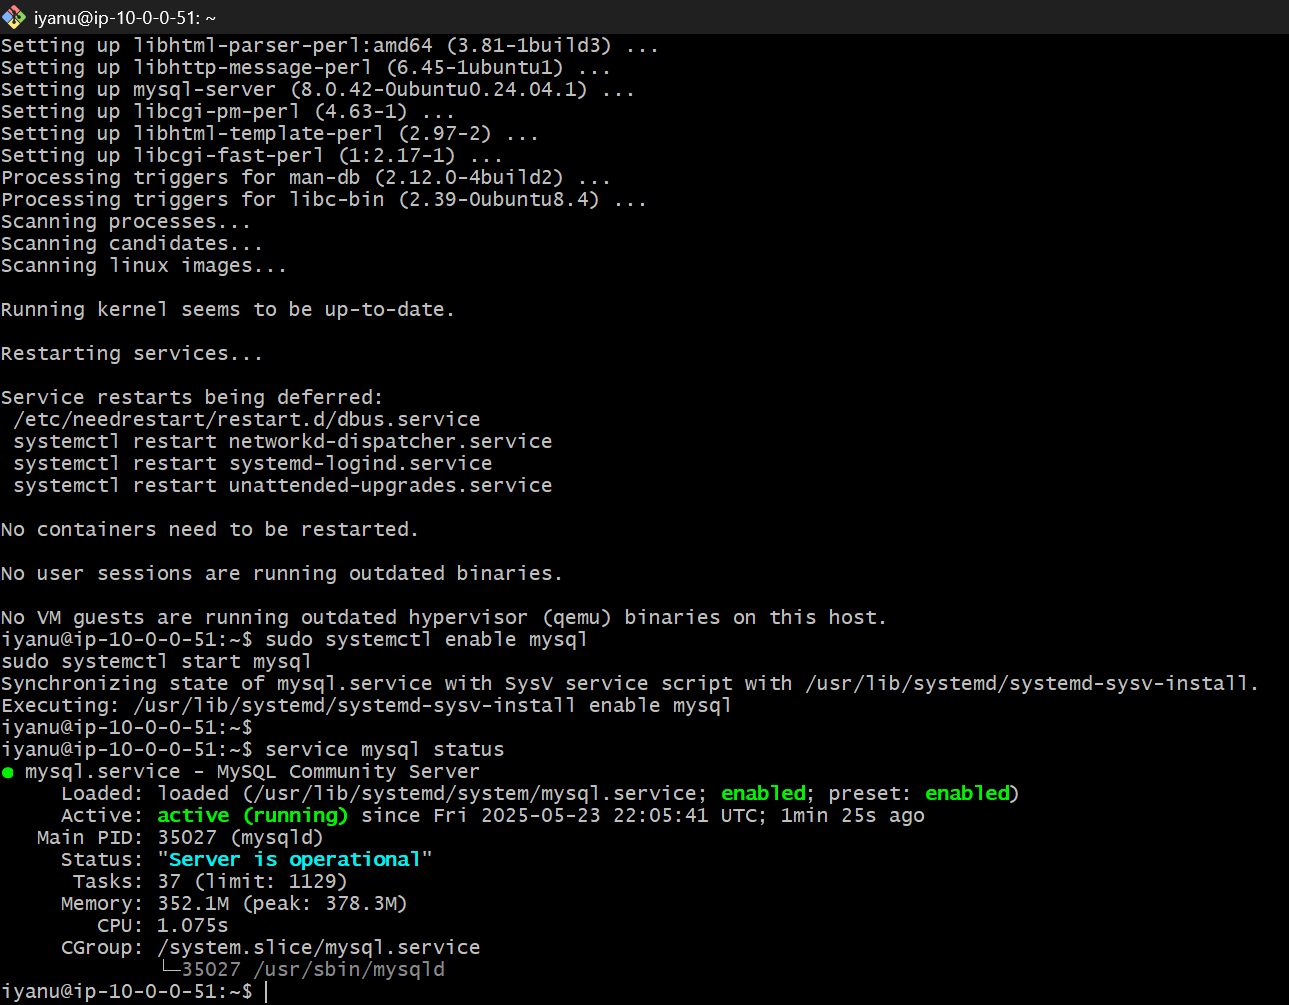 iyanu@ip-10-0-0-51: ~
Setting up libhtml-parser-perl:amd64 (3.81-1build3) ...
Setting up libhttp-message-perl (6.45-1ubuntu1) ...
Setting up mysql-server (8.0.42-0ubuntu0.24.04.1) ...
Setting up libcgi-pm-perl (4.63-1) ...
Setting up libhtml-template-perl (2.97-2) ...
Setting up libcgi-fast-perl (1:2.17-1) ...
Processing triggers for man-db (2.12.0-4build2) ...
Processing triggers for libc-bin (2.39-0ubuntu8.4) ...
Scanning processes...
Scanning candidates...
Scanning linux images...

Running kernel seems to be up-to-date.

Restarting services...

Service restarts being deferred:
 /etc/needrestart/restart.d/dbus.service
 systemctl restart networkd-dispatcher.service
 systemctl restart systemd-logind.service
 systemctl restart unattended-upgrades.service

No containers need to be restarted.

No user sessions are running outdated binaries.

No VM guests are running outdated hypervisor (qemu) binaries on this host.
iyanu@ip-10-0-0-51:~$ sudo systemctl enable mysql
sudo systemctl start mysql
Synchronizing state of mysql.service with SysV service script with /usr/lib/systemd/systemd-sysv-install.
Executing: /usr/lib/systemd/systemd-sysv-install enable mysql
iyanu@ip-10-0-0-51:~$
iyanu@ip-10-0-0-51:~$ service mysql status
● mysql.service - MySQL Community Server
     Loaded: loaded (/usr/lib/systemd/system/mysql.service; enabled; preset: enabled)
     Active: active (running) since Fri 2025-05-23 22:05:41 UTC; 1min 25s ago
   Main PID: 35027 (mysqld)
     Status: "Server is operational"
      Tasks: 37 (limit: 1129)
     Memory: 352.1M (peak: 378.3M)
        CPU: 1.075s
     CGroup: /system.slice/mysql.service
             └─35027 /usr/sbin/mysqld
iyanu@ip-10-0-0-51:~$